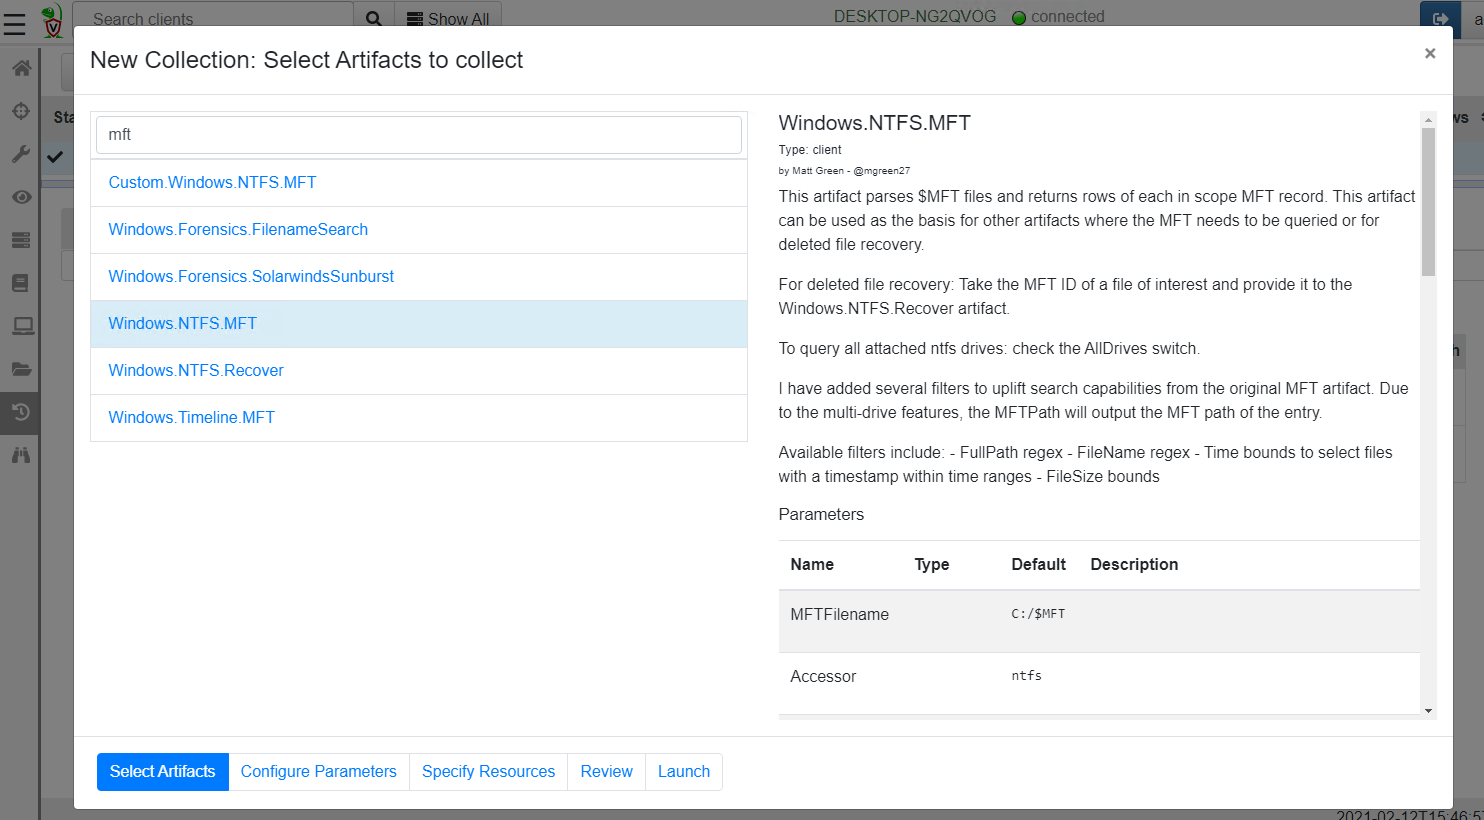 Search clients
Show All
DESKTOP-NG2QVOG
connected
New Collection: Select Artifacts to collect
×
mft
Custom.Windows.NTFS.MFT
Windows.Forensics.FilenameSearch
Windows.Forensics.SolarwindsSunburst
Windows.NTFS.MFT
Windows.NTFS.Recover
Windows.Timeline.MFT
Windows.NTFS.MFT
Type: client
by Matt Green - @mgreen27
This artifact parses $MFT files and returns rows of each in scope MFT record. This artifact
can be used as the basis for other artifacts where the MFT needs to be queried or for
deleted file recovery.
For deleted file recovery: Take the MFT ID of a file of interest and provide it to the
Windows.NTFS.Recover artifact.
To query all attached ntfs drives: check the AllDrives switch.
I have added several filters to uplift search capabilities from the original MFT artifact. Due
to the multi-drive features, the MFTPath will output the MFT path of the entry.
Available filters include: - FullPath regex - FileName regex - Time bounds to select files
with a timestamp within time ranges - FileSize bounds
Parameters
Name Type Default Description
MFTFilename C:/$MFT
Accessor ntfs
Select Artifacts
Configure Parameters
Specify Resources
Review
Launch